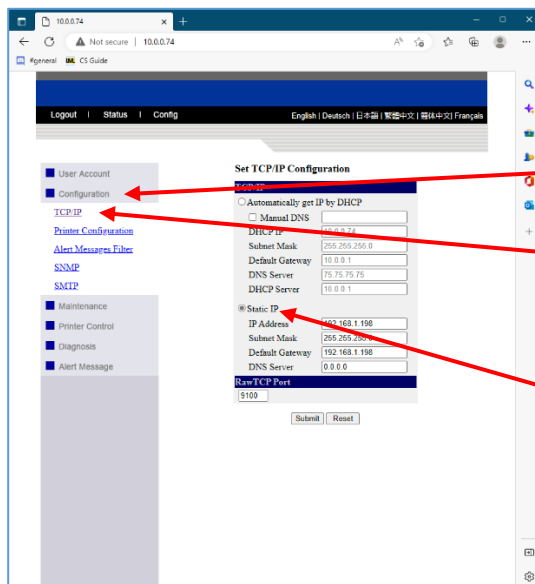 10.0.0.74
Not secure | 10.0.0.74
#general UML CS Guide
Logout | Status | Config
English | Deutsch | 日本語 | 繁體中文 | 简体中文| Français
User Account
Configuration
TCP/IP
Printer Configuration
Alert Messages Filter
SNMP
SMTP
Maintenance
Printer Control
Diagnosis
Alert Message
Set TCP/IP Configuration
TCP/IP
Automatically get IP by DHCP
Manual DNS
DHCP IP 10.0.0.74
Subnet Mask 255.255.255.0
Default Gateway 10.0.0.1
DNS Server 75.75.75.75
DHCP Server 10.0.0.1
Static IP
IP Address 192.168.1.198
Subnet Mask 255.255.255.0
Default Gateway 192.168.1.198
DNS Server 0.0.0.0
RawTCP Port
9100
Submit Reset